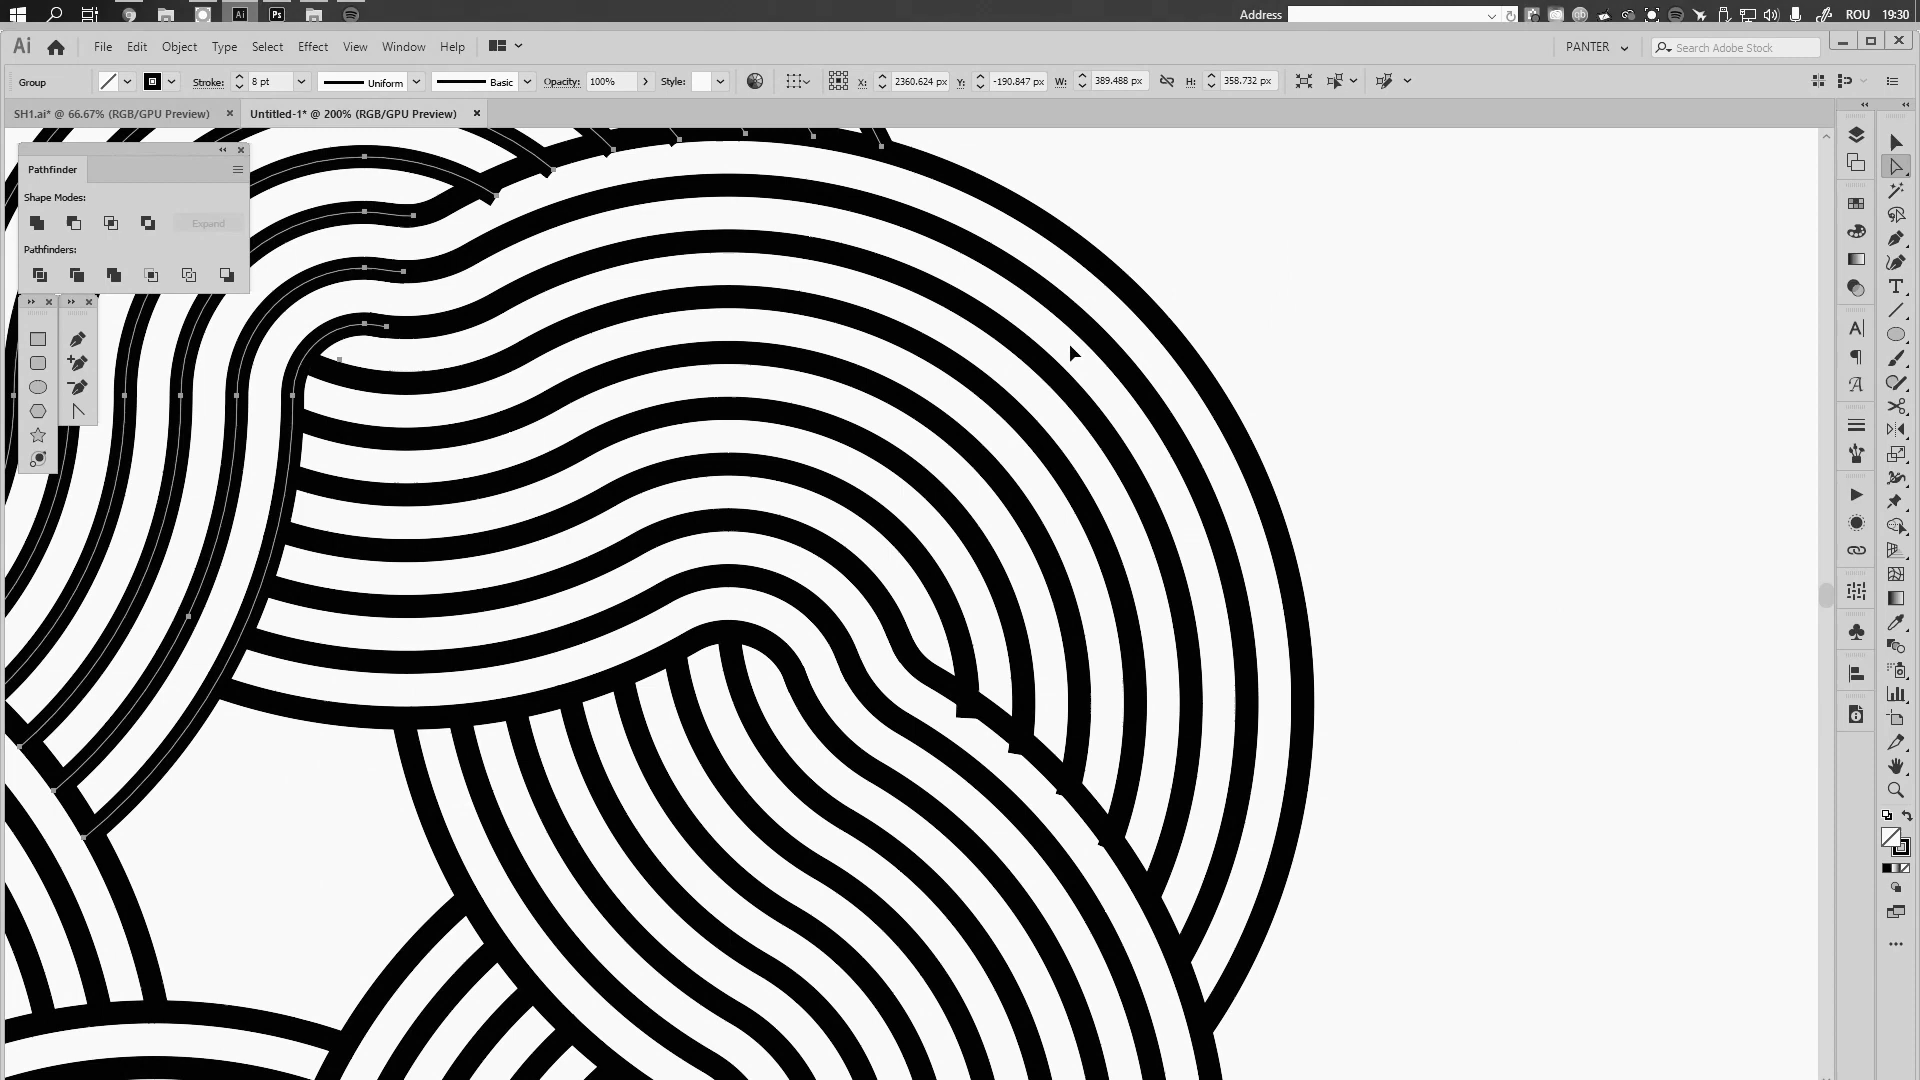 Address
ROU 19:30
Ai File Edit Object Type Select Effect View Window Help PANTER Search Adobe Stock
Group Stroke: 8 pt Uniform Basic Opacity: 100% Style: X: 2360.624 px Y: -190.847 px W: 389.488 px H: 358.732 px
SH1.ai* @ 66.67% (RGB/GPU Preview) Untitled-1* @ 200% (RGB/GPU Preview)
Pathfinder
Shape Modes:
Expand
Pathfinders: